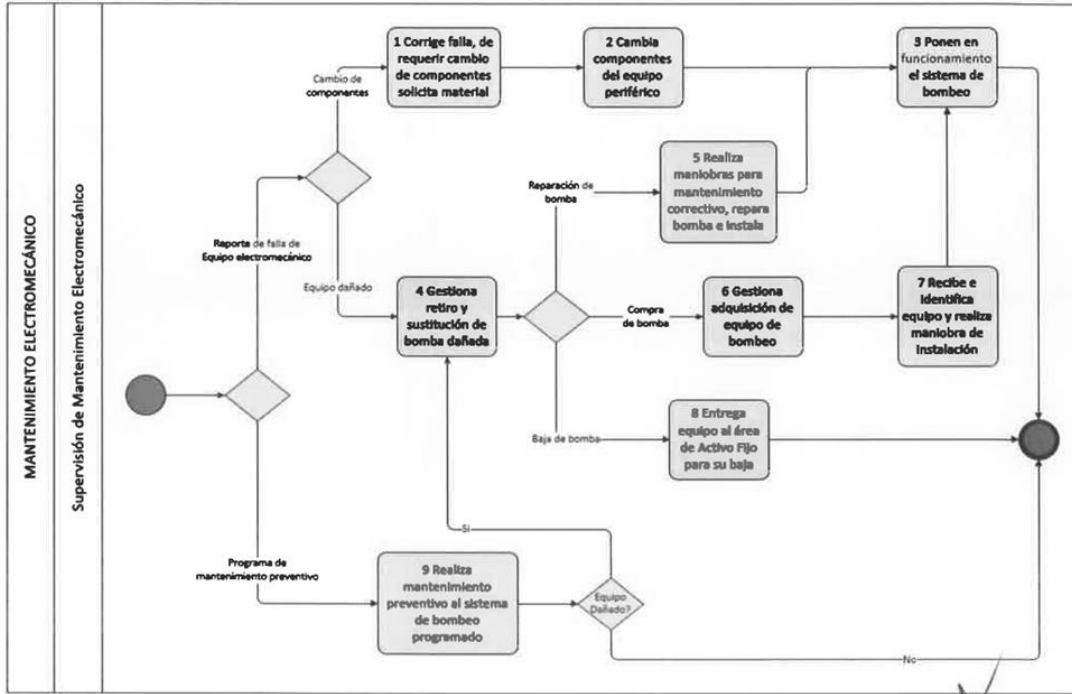 MANTENIMIENTO ELECTROMECÁNICO
Supervisión de Mantenimiento Electromecánico
1 Corrige falla, de
requerir cambio
de componentes
solicita material
2 Cambia
componentes
del equipo
periférico
3 Ponen en
funcionamiento
el sistema de
bombeo
Cambio de
componentes
5 Realiza
maniobras para
mantenimiento
correctivo, repara
bomba e instala
Reparación de
bomba
Reporta de falla de
Equipo electromecánico
Equipo dañado
4 Gestiona
retiro y
sustitución de
bomba dañada
Compra
de bomba
6 Gestiona
adquisición de
equipo de
bombeo
7 Recibe e
identifica
equipo y realiza
maniobra de
instalación
Baja de bomba
8 Entrega
equipo al área
de Activo Fijo
para su baja
Si
Programa de
mantenimiento preventivo
9 Realiza
mantenimiento
preventivo al sistema
de bombeo
programado
Equipo
Dañado?
No